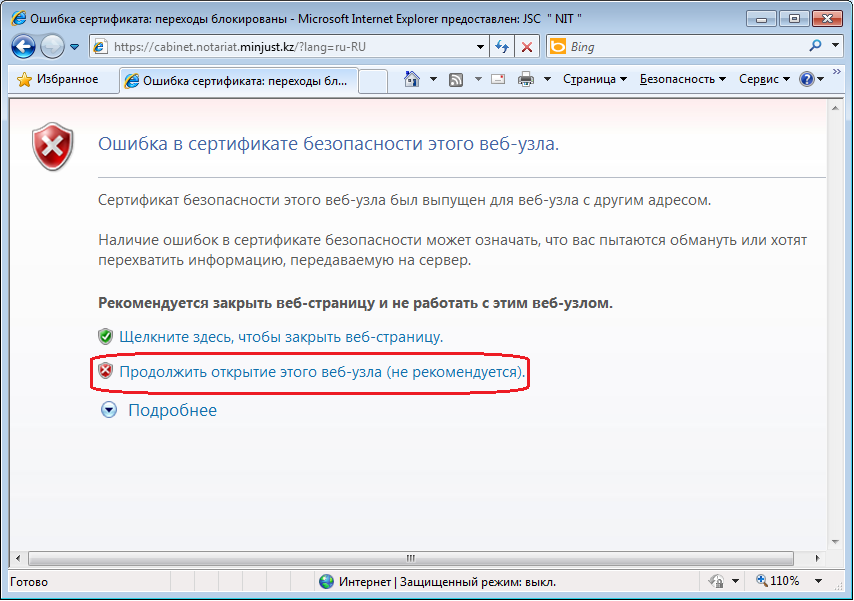 Ошибка сертификата: переходы блокированы - Microsoft Internet Explorer предоставлен: JSC " NIT "
https://cabinet.notariat.minjust.kz/?lang=ru-RU
Bing
Избранное
Ошибка сертификата: переходы бл...
Страница
Безопасность
Сервис
Ошибка в сертификате безопасности этого веб-узла.
Сертификат безопасности этого веб-узла был выпущен для веб-узла с другим адресом.
Наличие ошибок в сертификате безопасности может означать, что вас пытаются обмануть или хотят
перехватить информацию, передаваемую на сервер.
Рекомендуется закрыть веб-страницу и не работать с этим веб-узлом.
Щелкните здесь, чтобы закрыть веб-страницу.
Продолжить открытие этого веб-узла (не рекомендуется).
Подробнее
Готово
Интернет | Защищенный режим: выкл.
110%